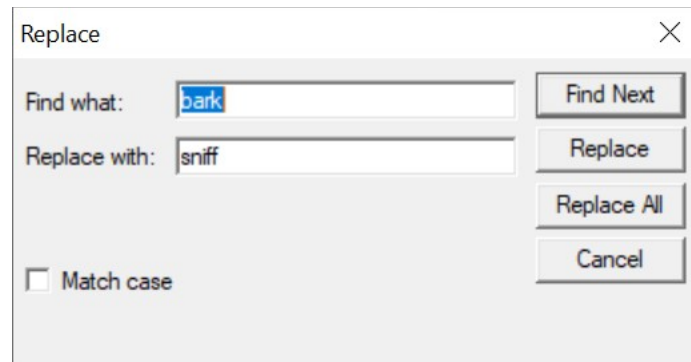 Replace
Find what: bark
Find Next
Replace with: sniff
Replace
Replace All
Cancel
Match case